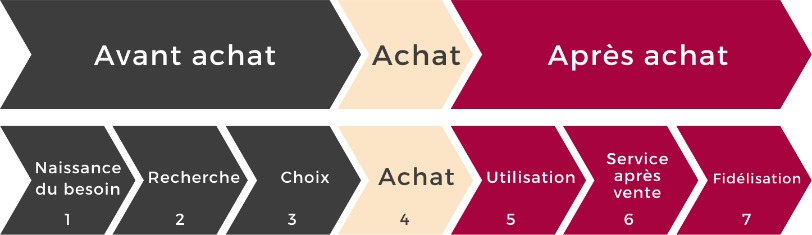 Avant achat
Achat
Après achat
Naissance
du besoin
1
Recherche
2
Choix
3
Achat
4
Utilisation
5
Service
après
vente
6
Fidélisation
7